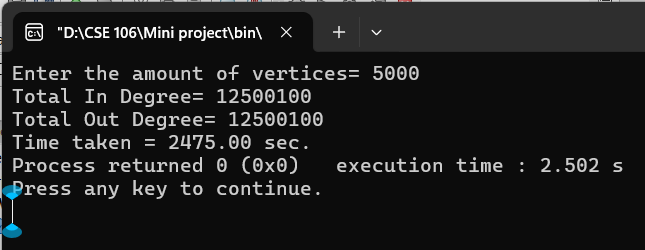 "D:\CSE 106\Mini project\bin\
Enter the amount of vertices= 5000
Total In Degree= 12500100
Total Out Degree= 12500100
Time taken = 2475.00 sec.
Process returned 0 (0x0)   execution time : 2.502 s
Press any key to continue.